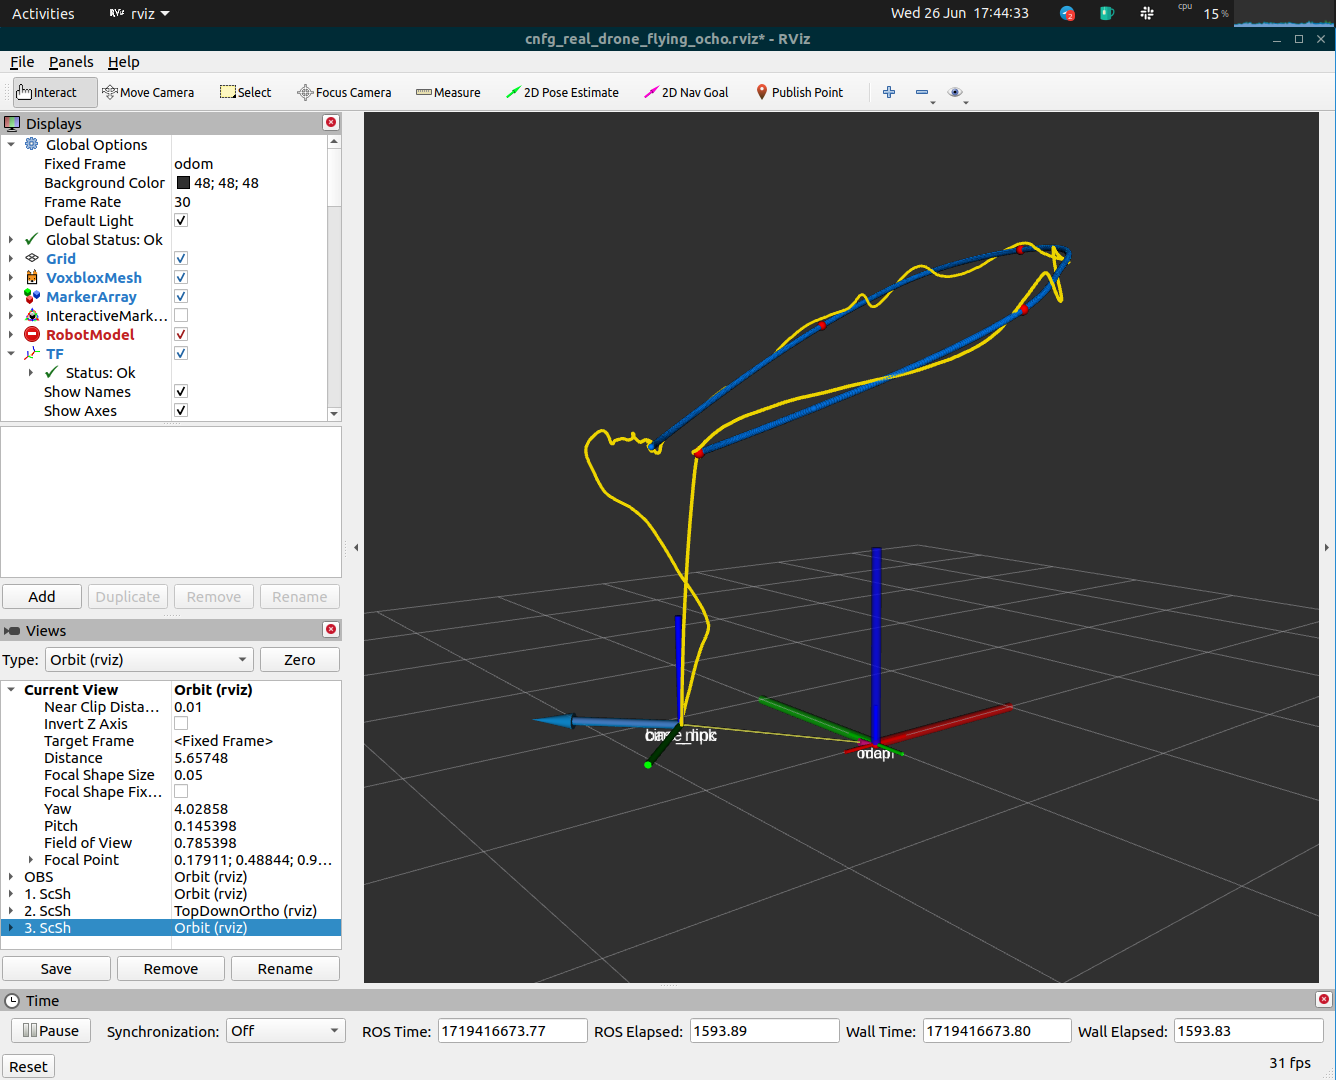 Activities rviz Wed 26 Jun 17:44:33 2 cpu 15%
cnfg_real_drone_flying_ocho.rviz* - RViz
File Panels Help
Interact Move Camera Select Focus Camera Measure 2D Pose Estimate 2D Nav Goal Publish Point
Displays
Global Options
Fixed Frame odom
Background Color 48; 48; 48
Frame Rate 30
Default Light
Global Status: Ok
Grid
VoxbloxMesh
MarkerArray
InteractiveMark...
RobotModel
TF
Status: Ok
Show Names
Show Axes
Add Duplicate Remove Rename
Views
Type: Orbit (rviz) Zero
Current View Orbit (rviz)
Near Clip Dista... 0.01
Invert Z Axis
Target Frame <Fixed Frame>
Distance 5.65748
Focal Shape Size 0.05
Focal Shape Fix...
Yaw 4.02858
Pitch 0.145398
Field of View 0.785398
Focal Point 0.17911; 0.48844; 0.9...
OBS Orbit (rviz)
1. ScSh Orbit (rviz)
2. ScSh TopDownOrtho (rviz)
3. ScSh Orbit (rviz)
Save Remove Rename
Time
Pause Synchronization: Off ROS Time: 1719416673.77 ROS Elapsed: 1593.89 Wall Time: 1719416673.80 Wall Elapsed: 1593.83
Reset 31 fps